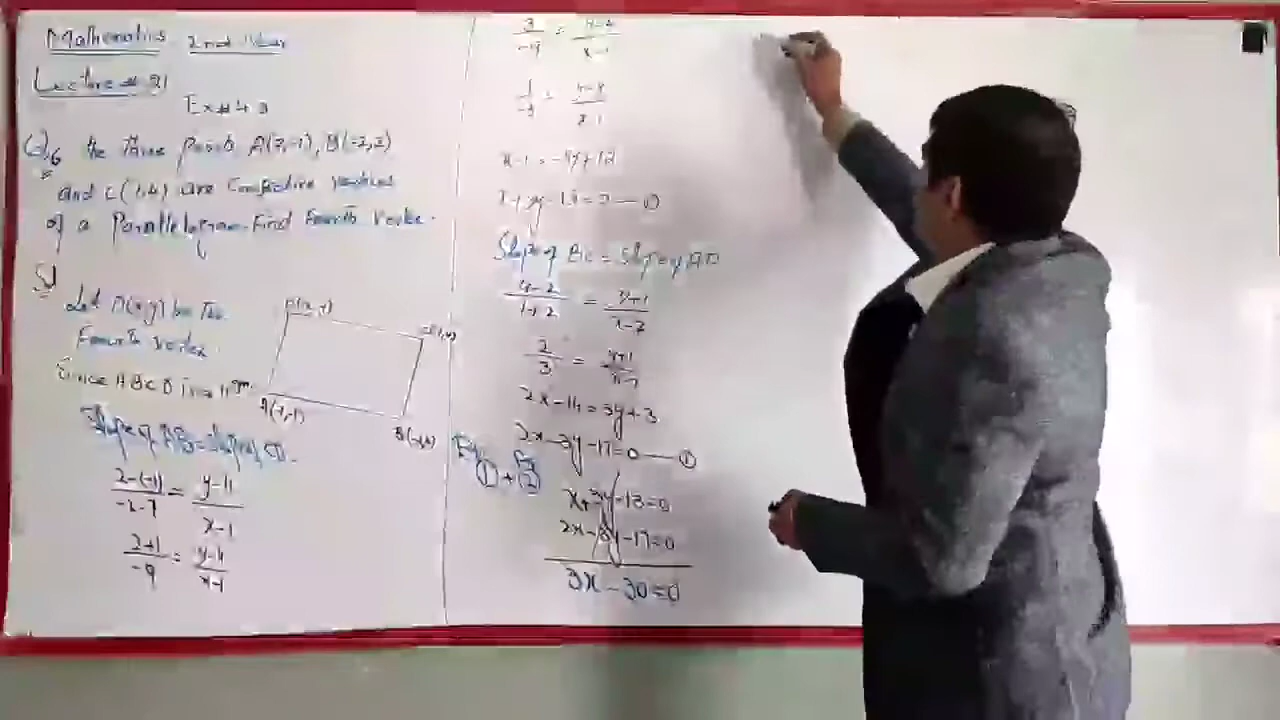 Mathematics 2nd Year
Lecture # 21
Ex # 4.3
Q.6 the Three points A(7,-1), B(-2,2)
and C(1,4) are Consecutive vertices
of a Parallelogram. Find Fourth Vertex.
Sol
Let D(x,y) be The
Fourth vertex.
Since ABCD is a ||gm.
D(x,y)
C(1,4)
A(7,-1)
Slope of AB = Slope of CD.
2-(-1)/-2-7 = y-4/x-1
2+1/-9 = y-4/x-1
3/-9 = y-4/x-1
1/-3 = y-4/x-1
x-1 = -3y+12
x+3y-13=0 — ①
Slope of BC = Slope of AD
4-2/1+2 = y+1/x-7
2/3 = y+1/x-7
2x-14=3y+3
2x-3y-17=0 —
① + ②
x+3y-13=0
2x-3y-17=0
3x-30=0